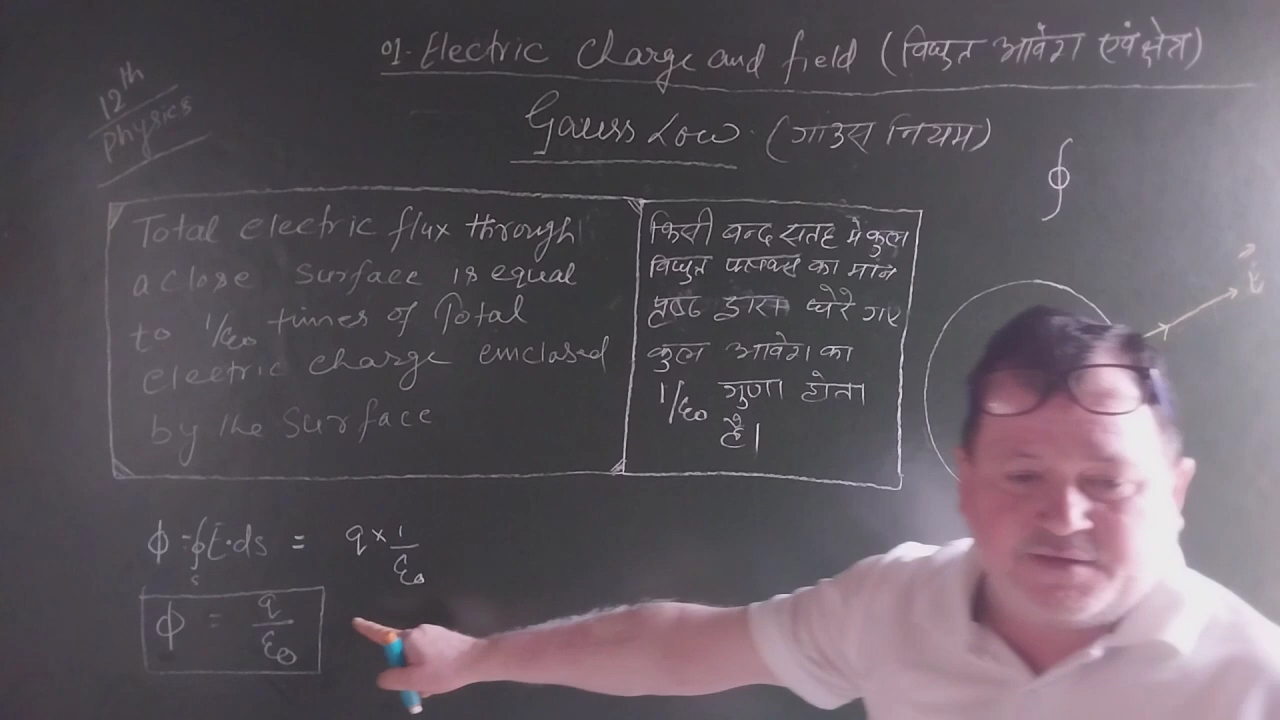 01. Electric Charge and field (विद्युत आवेग एवं क्षेत्र)
12th
physics
Gauss Low. (गाउस नियम)
∮
Total electric flux through
a close surface is equal
to 1/ε0 times of Total
electric charge enclosed
by the surface
किसी बन्द सतह मे कुल
विद्युत फ्लक्स का मान
पृष्ठ द्वारा घेरे गए
कुल आवेग का
1/ε0 गुणा होता
है।
E
ϕ = ∮E·ds = q × 1/ε0
s
ϕ = q/ε0